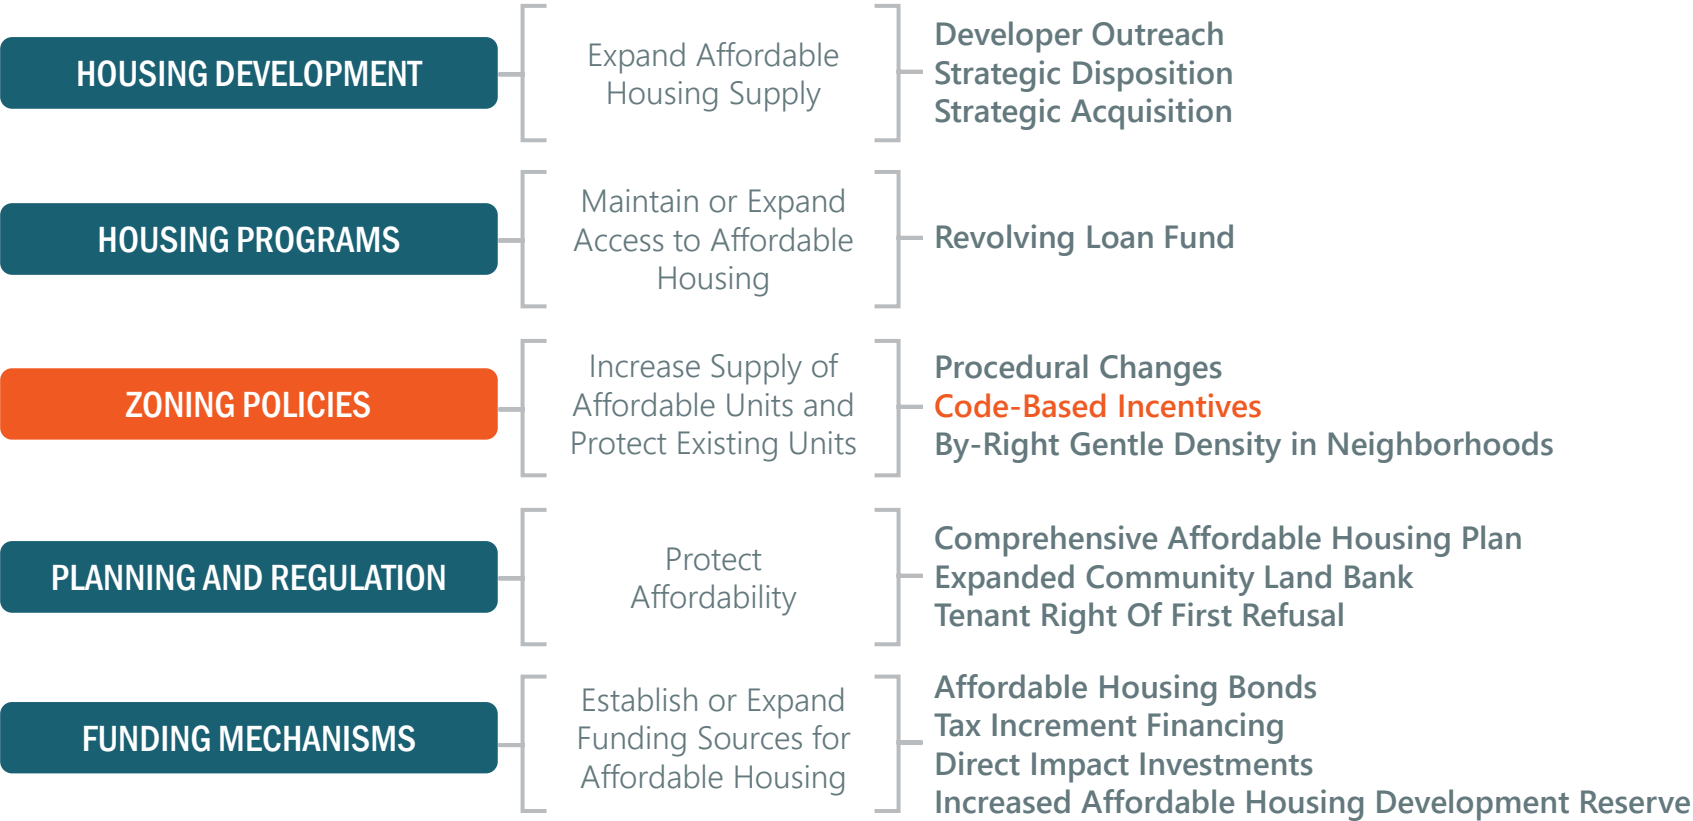 HOUSING DEVELOPMENT
Expand Affordable
Housing Supply
Developer Outreach
Strategic Disposition
Strategic Acquisition
HOUSING PROGRAMS
Maintain or Expand
Access to Affordable
Housing
Revolving Loan Fund
ZONING POLICIES
Increase Supply of
Affordable Units and
Protect Existing Units
Procedural Changes
Code-Based Incentives
By-Right Gentle Density in Neighborhoods
PLANNING AND REGULATION
Protect
Affordability
Comprehensive Affordable Housing Plan
Expanded Community Land Bank
Tenant Right Of First Refusal
FUNDING MECHANISMS
Establish or Expand
Funding Sources for
Affordable Housing
Affordable Housing Bonds
Tax Increment Financing
Direct Impact Investments
Increased Affordable Housing Development Reserve